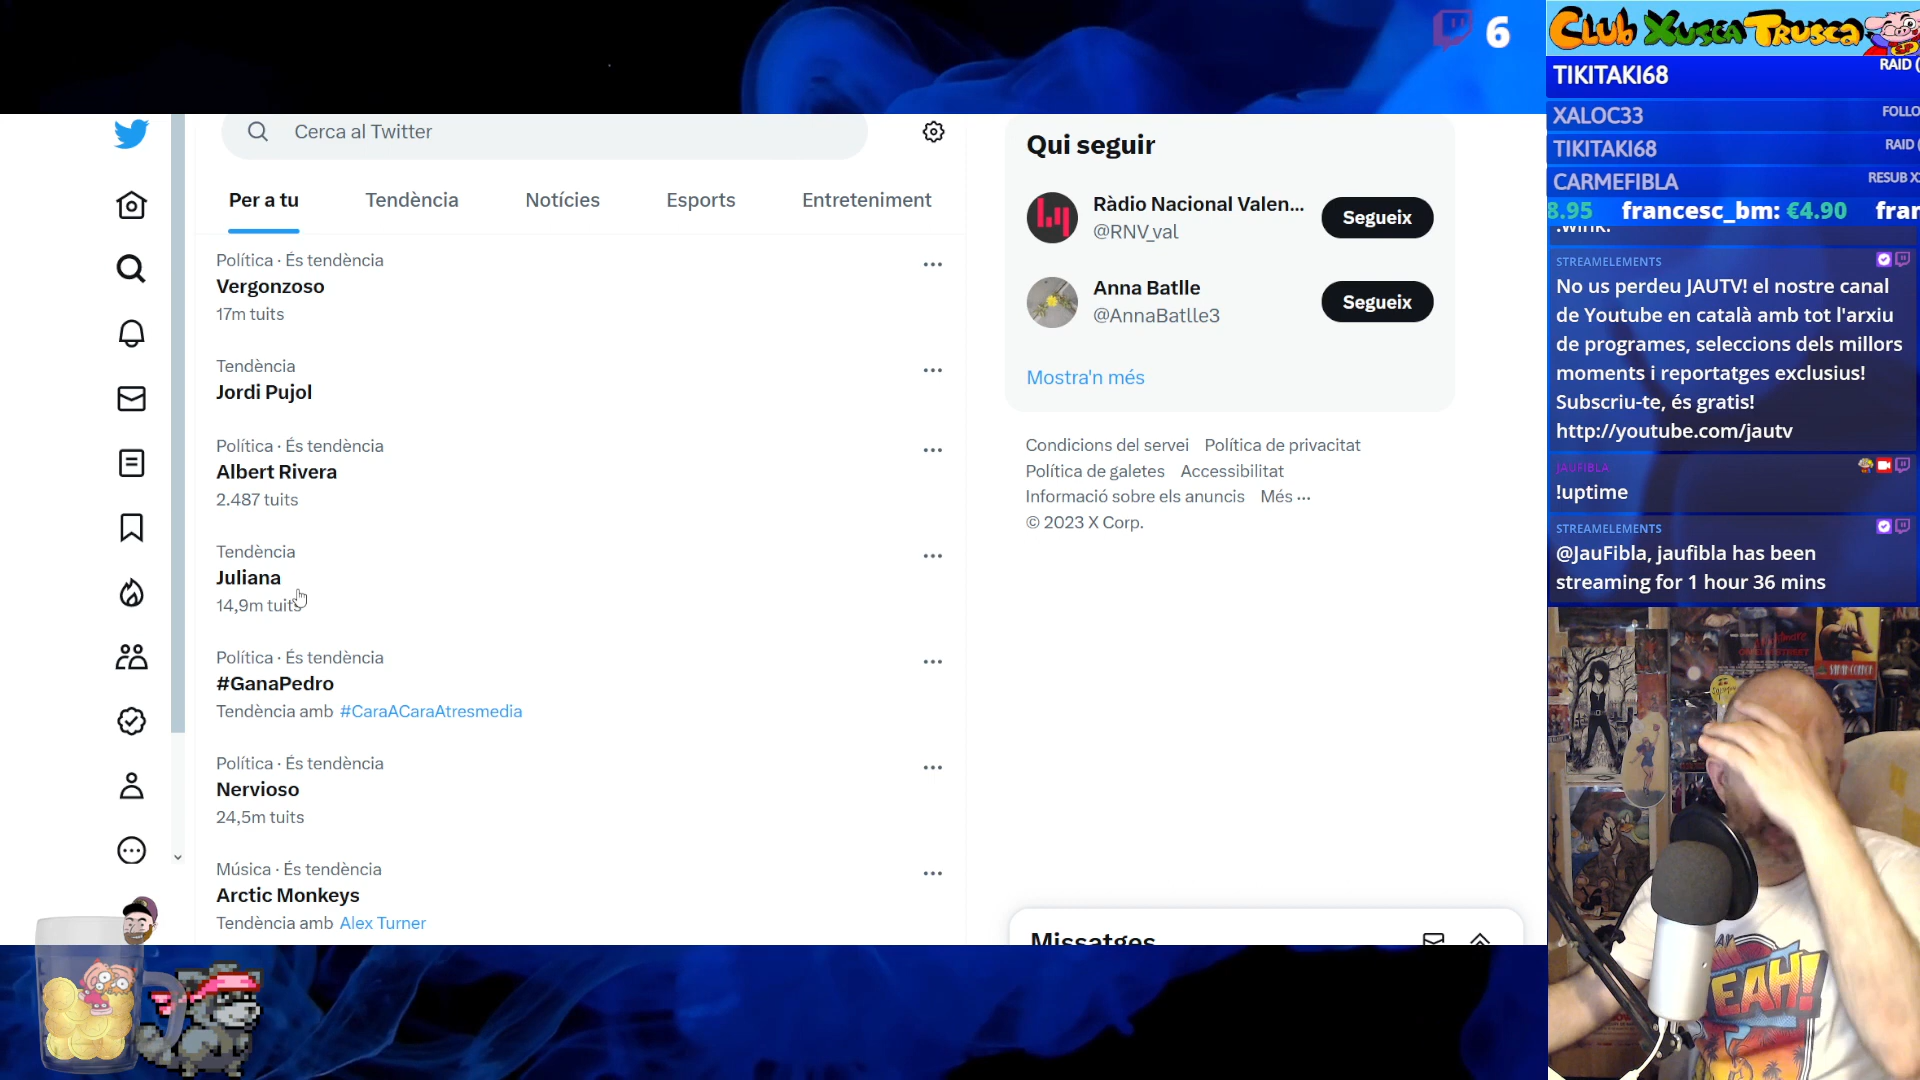 6
Club Xusca Trusca
TIKITAKI68 RAID (
XALOC33 FOLLO
TIKITAKI68 RAID (
CARMEFIBLA RESUB X
8.95 francesc_bm: €4.90 fran
.wink.
Cerca al Twitter
Per a tu Tendència Notícies Esports Entreteniment
Política · És tendència
Vergonzoso
17m tuits
Tendència
Jordi Pujol
Política · És tendència
Albert Rivera
2.487 tuits
Tendència
Juliana
14,9m tuits
Política · És tendència
#GanaPedro
Tendència amb #CaraACaraAtresmedia
Política · És tendència
Nervioso
24,5m tuits
Música · És tendència
Arctic Monkeys
Tendència amb Alex Turner
Qui seguir
Ràdio Nacional Valen...
@RNV_val
Segueix
Anna Batlle
@AnnaBatlle3
Segueix
Mostra'n més
Condicions del servei Política de privacitat
Política de galetes Accessibilitat
Informació sobre els anuncis Més ···
© 2023 X Corp.
Missatges
STREAMELEMENTS
No us perdeu JAUTV! el nostre canal
de Youtube en català amb tot l'arxiu
de programes, seleccions dels millors
moments i reportatges exclusius!
Subscriu-te, és gratis!
http://youtube.com/jautv
JAUFIBLA
!uptime
STREAMELEMENTS
@JauFibla, jaufibla has been
streaming for 1 hour 36 mins
YEAH!